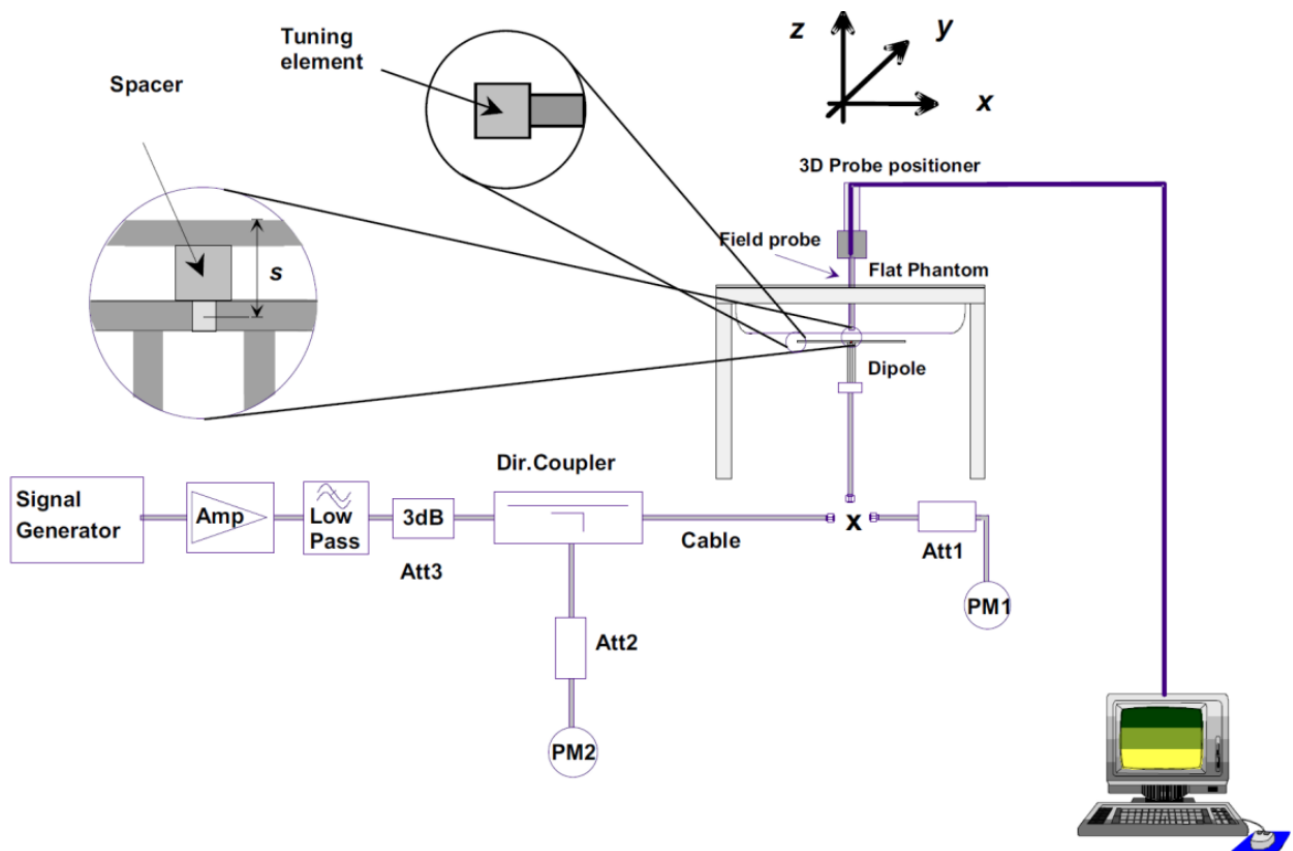 Tuning
element
Spacer
z
y
x
3D Probe positioner
Field probe
Flat Phantom
s
Dipole
Dir.Coupler
Signal
Generator
Amp
Low
Pass
3dB
Att3
Cable
x
Att1
PM1
Att2
PM2